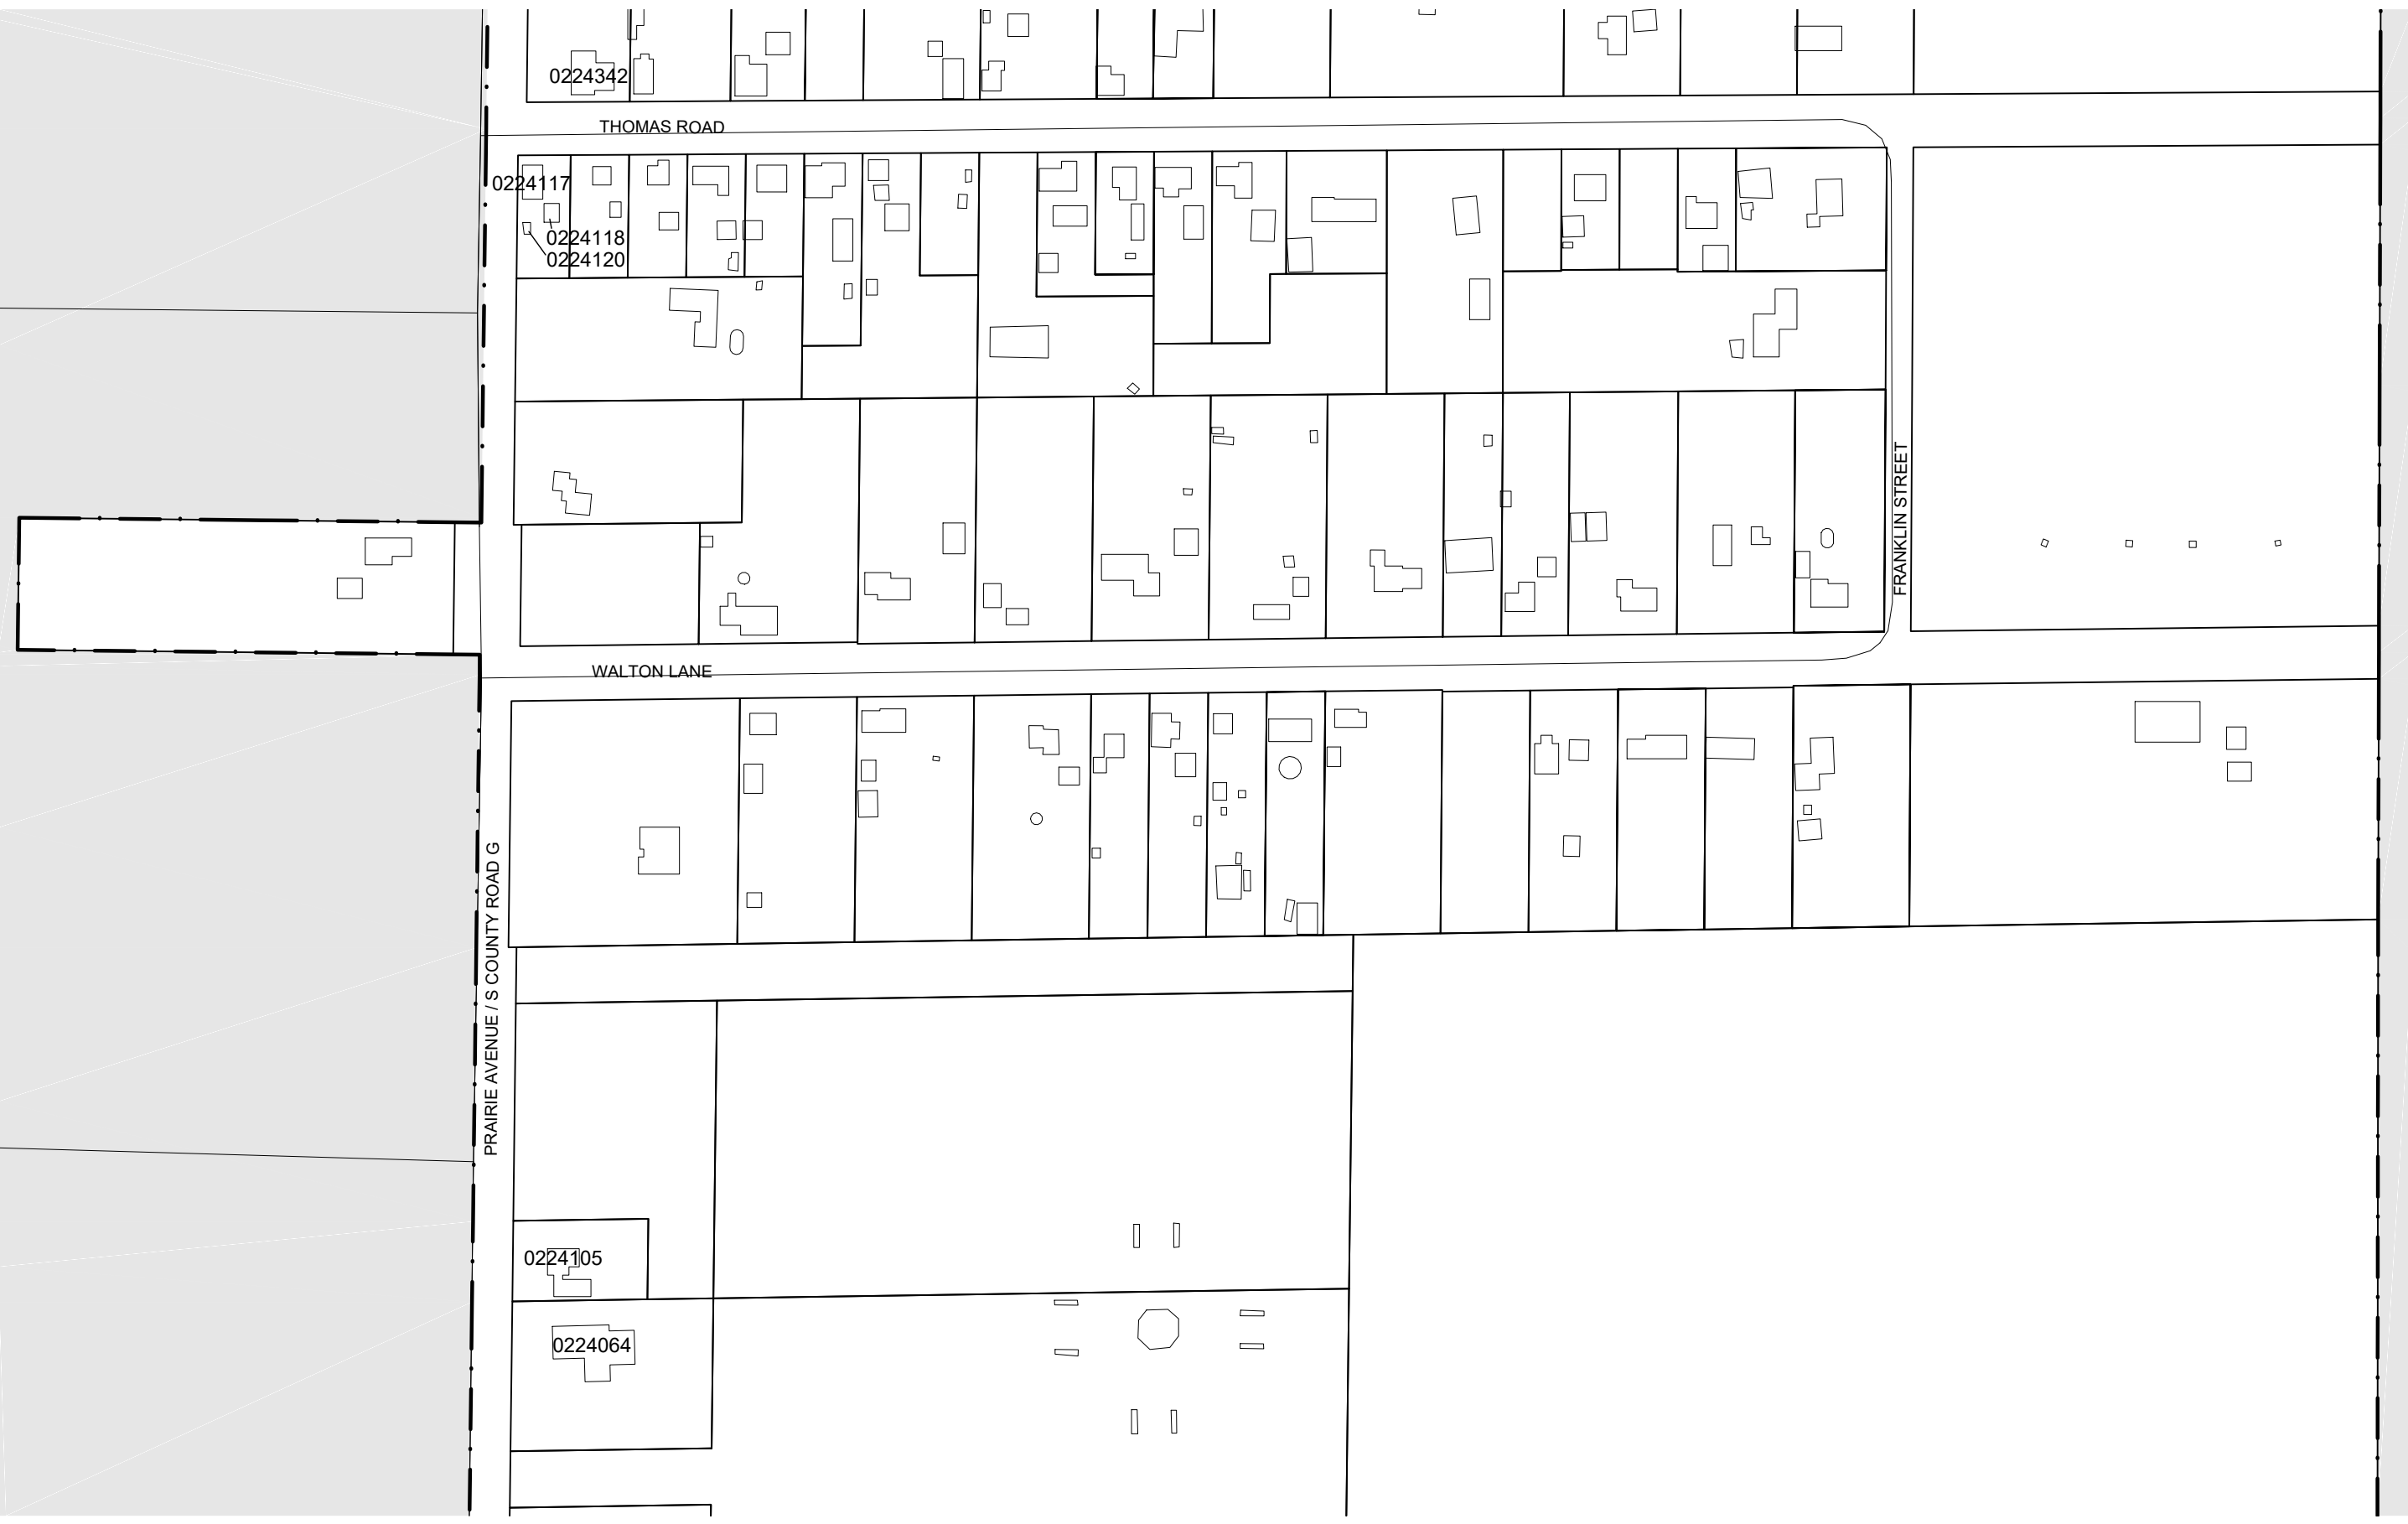 0224342
THOMAS ROAD
0224117
0224118
0224120
FRANKLIN STREET
WALTON LANE
PRAIRIE AVENUE / S COUNTY ROAD G
0224105
0224064